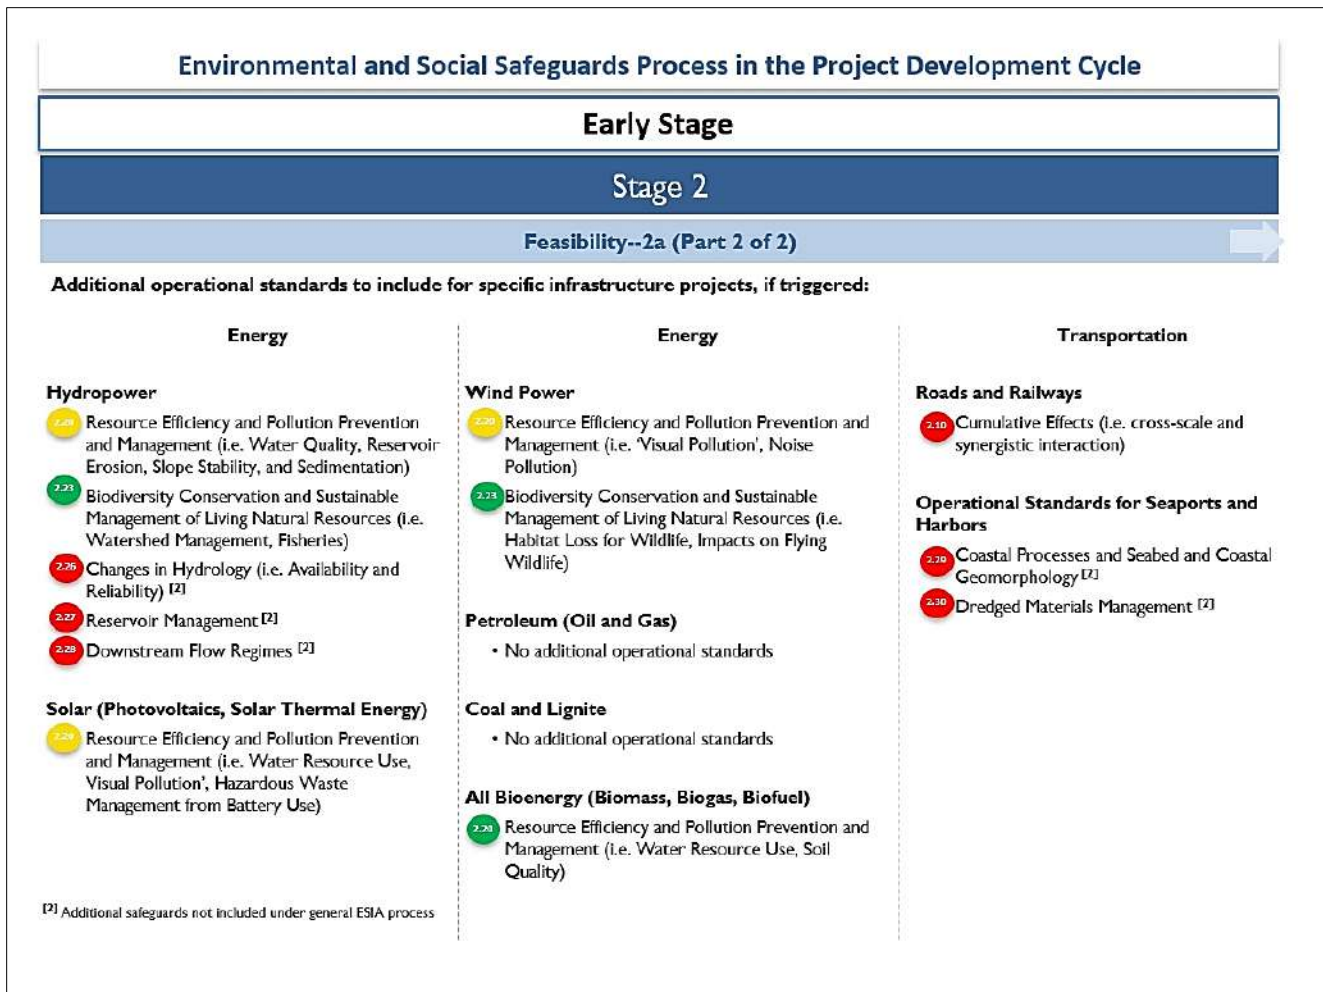 Environmental and Social Safeguards Process in the Project Development Cycle
Early Stage
Stage 2
Feasibility--2a (Part 2 of 2)
Additional operational standards to include for specific infrastructure projects, if triggered:
Energy
Hydropower
Resource Efficiency and Pollution Prevention
and Management (i.e. Water Quality, Reservoir
Erosion, Slope Stability, and Sedimentation)
2.23 Biodiversity Conservation and Sustainable
Management of Living Natural Resources (i.e.
Watershed Management, Fisheries)
2.26 Changes in Hydrology (i.e. Availability and
Reliability) [2]
2.27 Reservoir Management [2]
2.28 Downstream Flow Regimes [2]
Solar (Photovoltaics, Solar Thermal Energy)
2.20 Resource Efficiency and Pollution Prevention
and Management (i.e. Water Resource Use,
Visual Pollution’, Hazardous Waste
Management from Battery Use)
[2] Additional safeguards not included under general ESIA process
Energy
Wind Power
2.20 Resource Efficiency and Pollution Prevention and
Management (i.e. ‘Visual Pollution’, Noise
Pollution)
2.23 Biodiversity Conservation and Sustainable
Management of Living Natural Resources (i.e.
Habitat Loss for Wildlife, Impacts on Flying
Wildlife)
Petroleum (Oil and Gas)
• No additional operational standards
Coal and Lignite
• No additional operational standards
All Bioenergy (Biomass, Biogas, Biofuel)
2.20 Resource Efficiency and Pollution Prevention and
Management (i.e. Water Resource Use, Soil
Quality)
Transportation
Roads and Railways
2.10 Cumulative Effects (i.e. cross-scale and
synergistic interaction)
Operational Standards for Seaports and
Harbors
2.29 Coastal Processes and Seabed and Coastal
Geomorphology [2]
2.30 Dredged Materials Management [2]